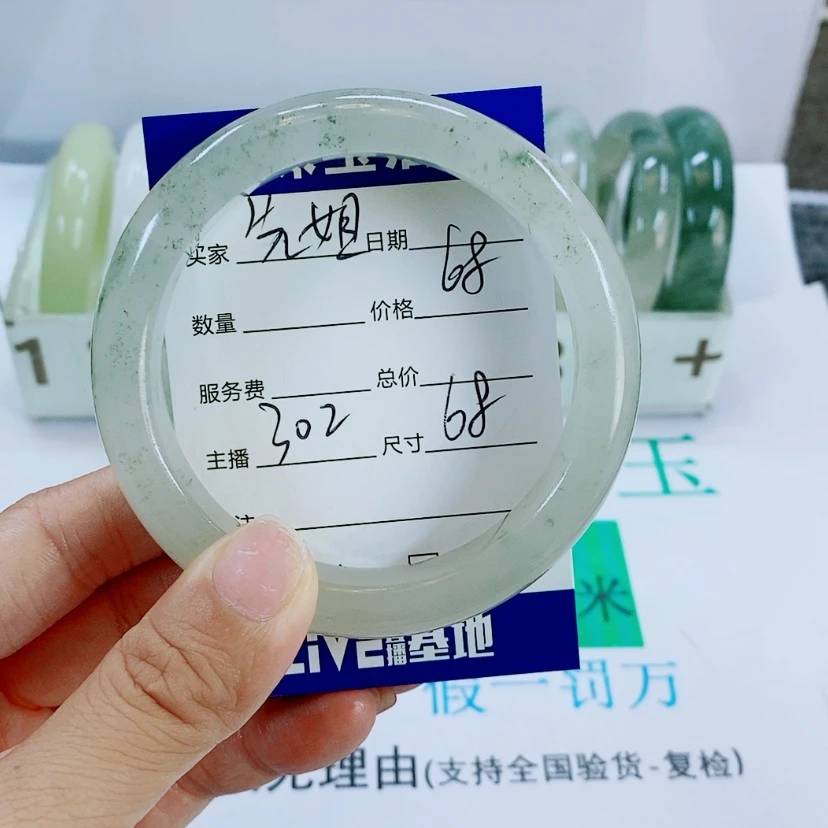 买家 先姐 日期 68
数量 价格
服务费 总价
主播 302 尺寸 68
LIVE直播基地
1
+
玉
米
假一罚万
理由(支持全国验货-复检)